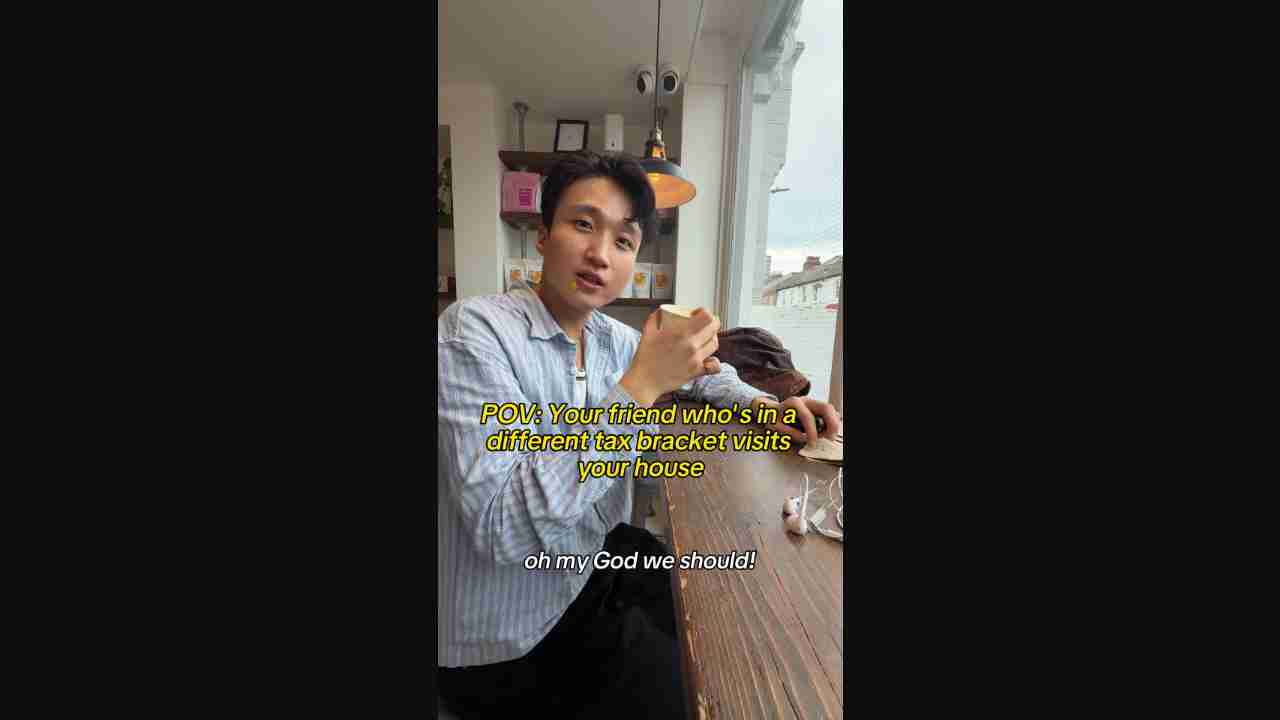 POV: Your friend who's in a
different tax bracket visits
your house
oh my God we should!